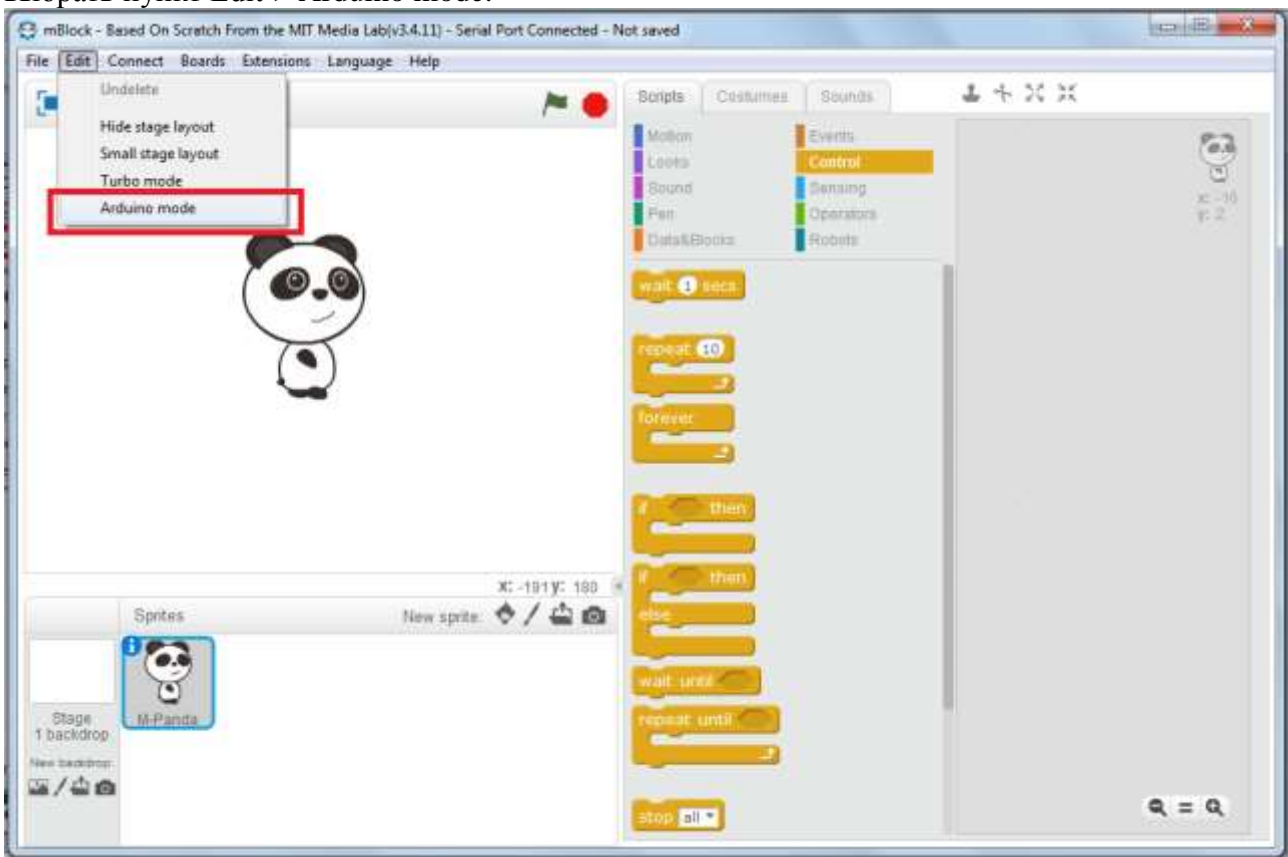 mBlock - Based On Scratch From the MIT Media Lab(v3.4.11) - Serial Port Connected - Not saved
File Edit Connect Boards Extensions Language Help
Undelete
Hide stage layout
Small stage layout
Turbo mode
Arduino mode
Scripts Costumes Sounds
Motion Events
Looks Control
Sound Sensing
Pen Operators
Data&Blocks Robots
x: -16
y: 2
wait 1 secs
repeat 10
forever
if then
if then
else
wait until
repeat until
stop all
X: -191 y: 180
Sprites New sprite:
Stage
1 backdrop
New backdrop:
M-Panda